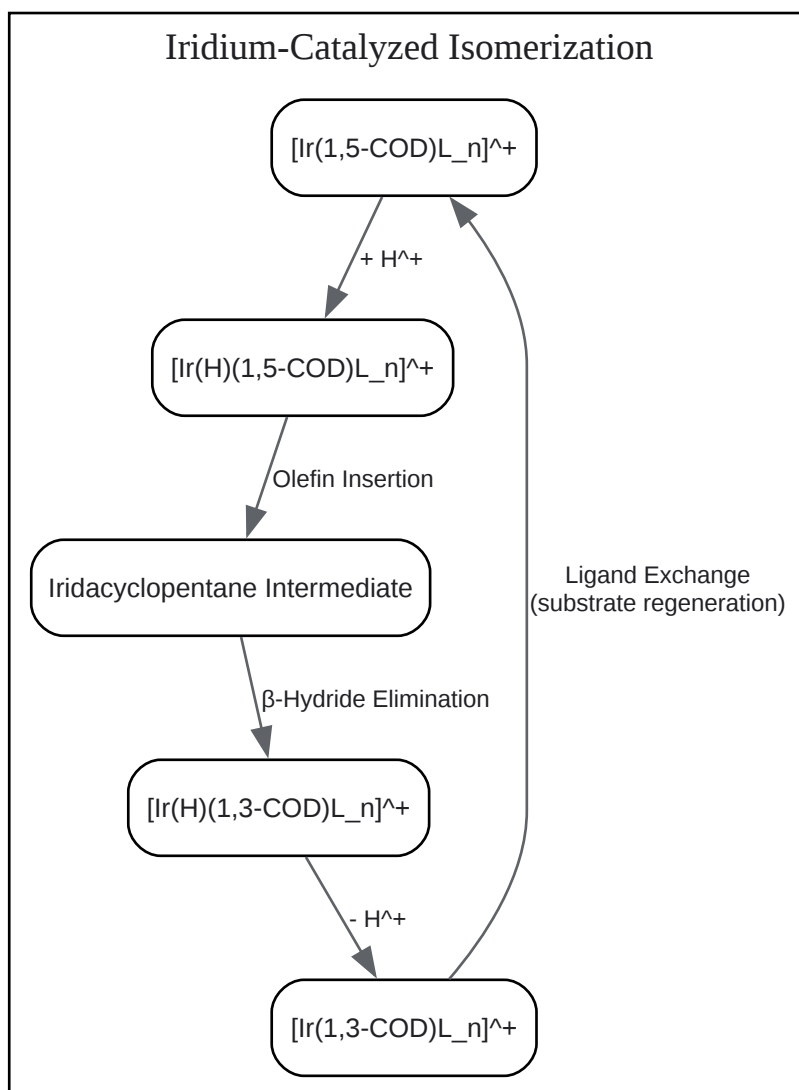 Iridium-Catalyzed Isomerization
[Ir(1,5-COD)L_n]^+
+ H^+
[Ir(H)(1,5-COD)L_n]^+
Olefin Insertion
Iridacyclopentane Intermediate
Ligand Exchange
(substrate regeneration)
β-Hydride Elimination
[Ir(H)(1,3-COD)L_n]^+
- H^+
[Ir(1,3-COD)L_n]^+